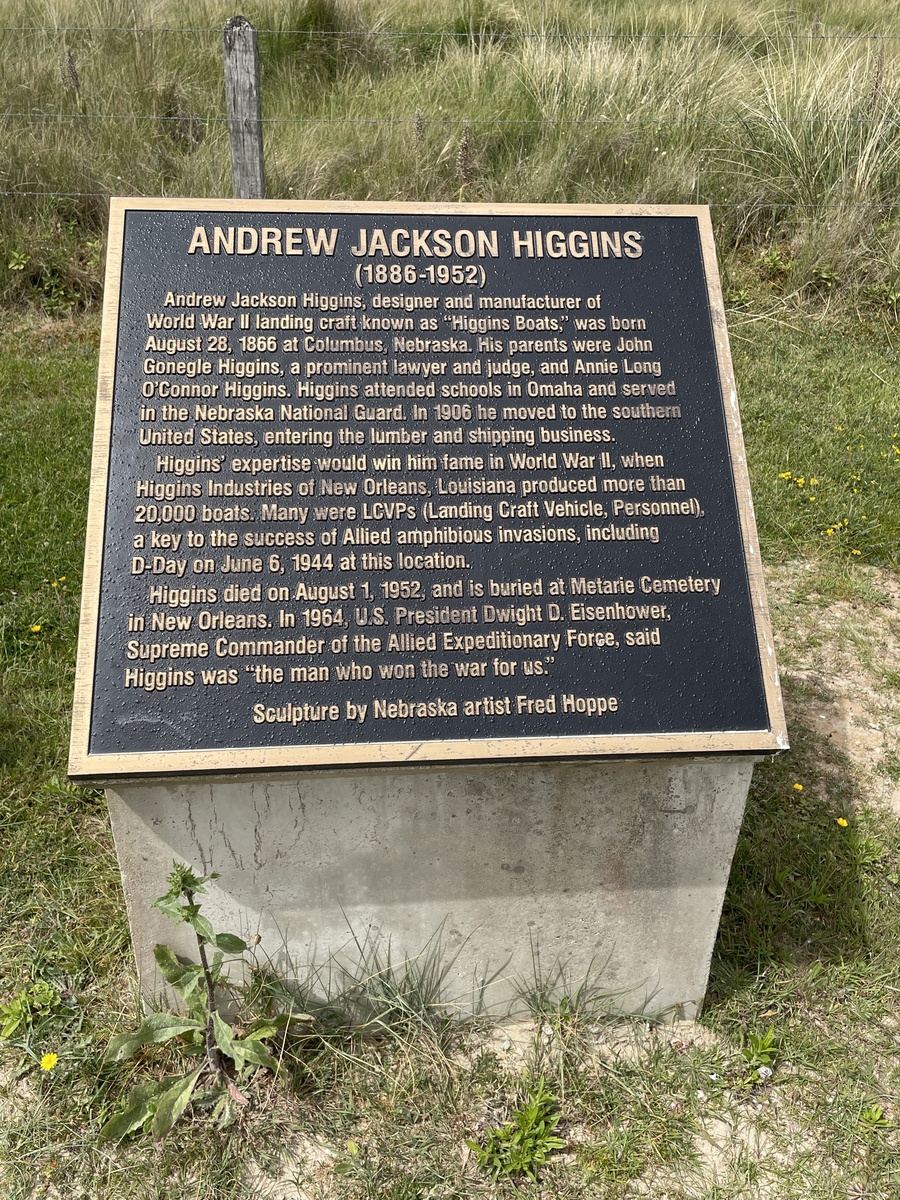 ANDREW JACKSON HIGGINS
(1886-1952)
Andrew Jackson Higgins, designer and manufacturer of
World War II landing craft known as “Higgins Boats,” was born
August 28, 1866 at Columbus, Nebraska. His parents were John
Gonegle Higgins, a prominent lawyer and judge, and Annie Long
O’Connor Higgins. Higgins attended schools in Omaha and served
in the Nebraska National Guard. In 1906 he moved to the southern
United States, entering the lumber and shipping business.
Higgins’ expertise would win him fame in World War II, when
Higgins Industries of New Orleans, Louisiana produced more than
20,000 boats. Many were LCVPs (Landing Craft Vehicle, Personnel),
a key to the success of Allied amphibious invasions, including
D-Day on June 6, 1944 at this location.
Higgins died on August 1, 1952, and is buried at Metarie Cemetery
in New Orleans. In 1964, U.S. President Dwight D. Eisenhower,
Supreme Commander of the Allied Expeditionary Force, said
Higgins was “the man who won the war for us.”
Sculpture by Nebraska artist Fred Hoppe